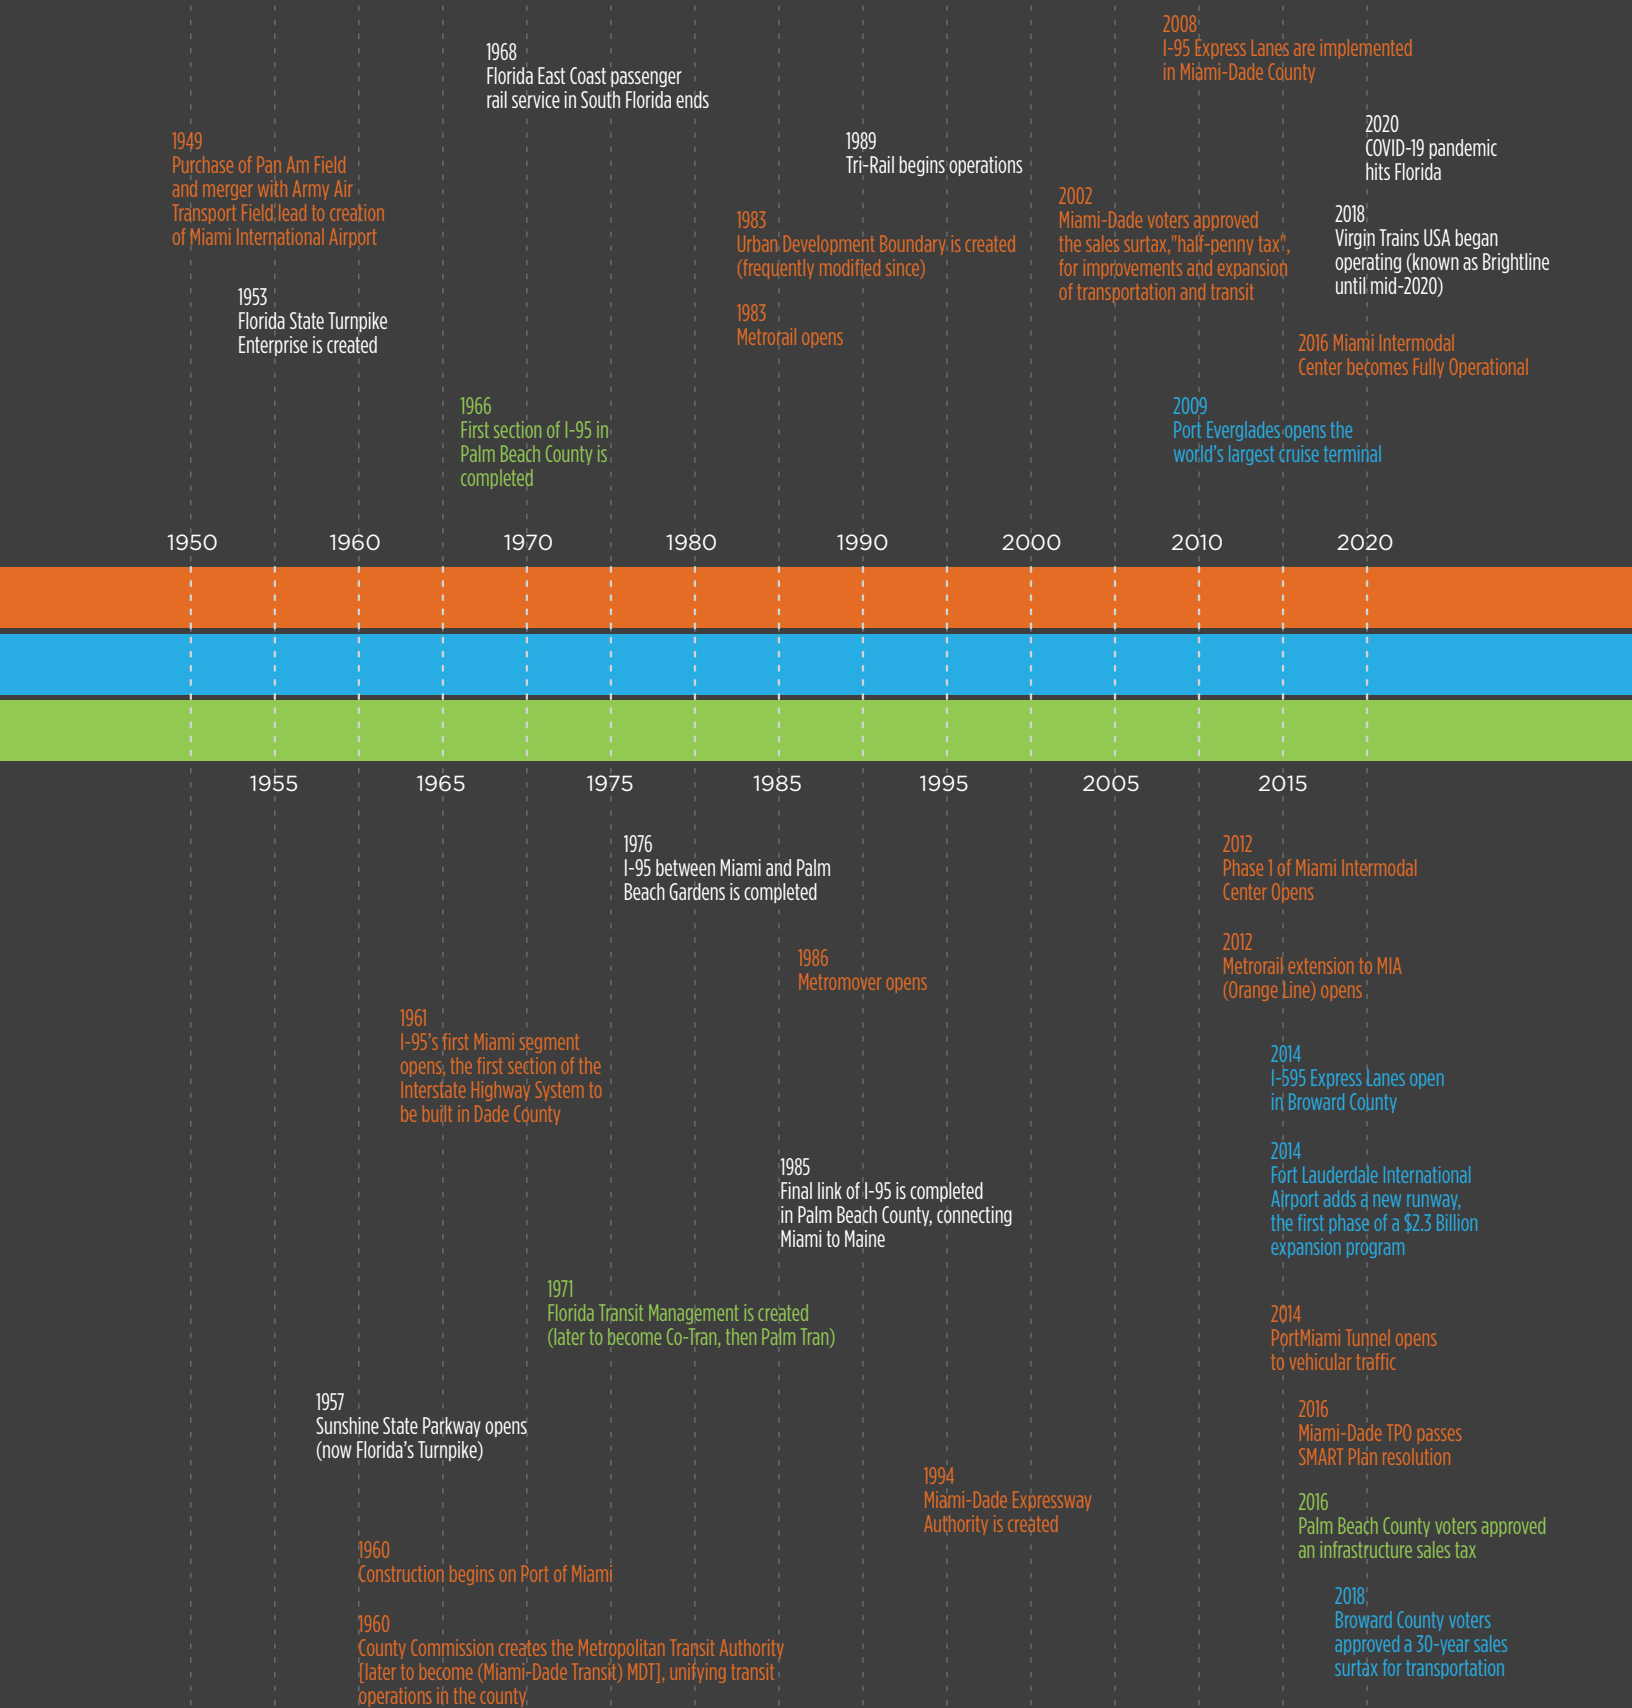 2008
I-95 Express Lanes are implemented
in Miami-Dade County
1968
Florida East Coast passenger
rail service in South Florida ends
2020
COVID-19 pandemic
hits Florida
1949
Purchase of Pan Am Field
and merger with Army Air
Transport Field lead to creation
of Miami International Airport
1989
Tri-Rail begins operations
2002
Miami-Dade voters approved
the sales surtax,"half-penny tax",
for improvements and expansion
of transportation and transit
2018
Virgin Trains USA began
operating (known as Brightline
until mid-2020)
1983
Urban Development Boundary is created
(frequently modified since)
1953
Florida State Turnpike
Enterprise is created
1983
Metrorail opens
2016 Miami Intermodal
Center becomes Fully Operational
1966
First section of I-95 in
Palm Beach County is
completed
2009
Port Everglades opens the
world's largest cruise terminal
1950 1960 1970 1980 1990 2000 2010 2020
1955 1965 1975 1985 1995 2005 2015
1976
I-95 between Miami and Palm
Beach Gardens is completed
2012
Phase 1 of Miami Intermodal
Center Opens
1986
Metromover opens
2012
Metrorail extension to MIA
(Orange Line) opens
1961
I-95's first Miami segment
opens, the first section of the
Interstate Highway System to
be built in Dade County
2014
I-595 Express Lanes open
in Broward County
1985
Final link of I-95 is completed
in Palm Beach County, connecting
Miami to Maine
2014
Fort Lauderdale International
Airport adds a new runway,
the first phase of a $2.3 Billion
expansion program
1971
Florida Transit Management is created
(later to become Co-Tran, then Palm Tran)
2014
PortMiami Tunnel opens
to vehicular traffic
1957
Sunshine State Parkway opens
(now Florida's Turnpike)
2016
Miami-Dade TPO passes
SMART Plan resolution
1994
Miami-Dade Expressway
Authority is created
2016
Palm Beach County voters approved
an infrastructure sales tax
1960
Construction begins on Port of Miami
2018
Broward County voters
approved a 30-year sales
surtax for transportation
1960
County Commission creates the Metropolitan Transit Authority
[later to become (Miami-Dade Transit) MDT], unifying transit
operations in the county